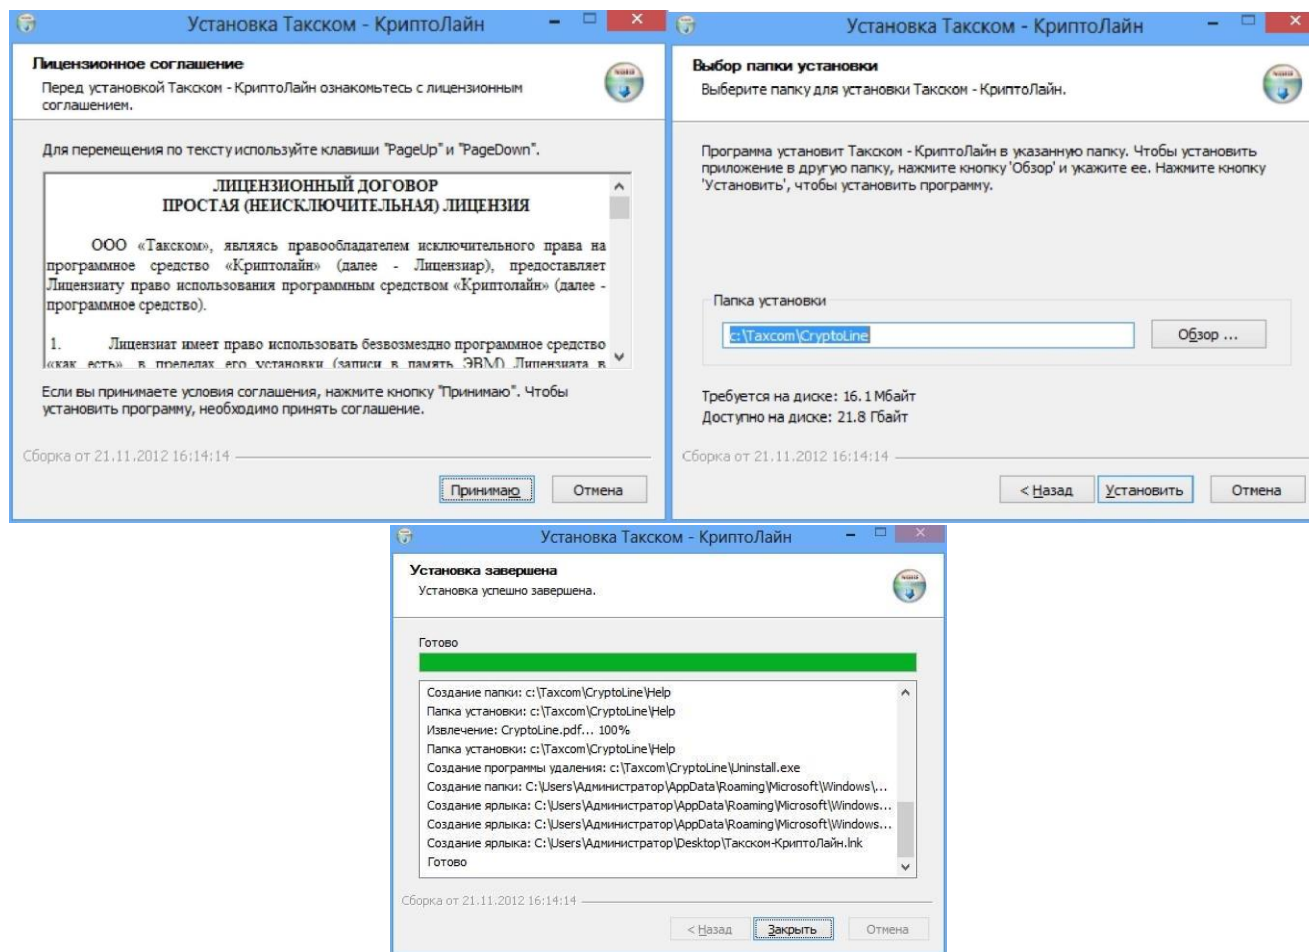 Установка Такском - КриптоЛайн
Лицензионное соглашение
Перед установкой Такском - КриптоЛайн ознакомьтесь с лицензионным
соглашением.
Для перемещения по тексту используйте клавиши "PageUp" и "PageDown".
ЛИЦЕНЗИОННЫЙ ДОГОВОР
ПРОСТАЯ (НЕИСКЛЮЧИТЕЛЬНАЯ) ЛИЦЕНЗИЯ
ООО «Такском», являясь правообладателем исключительного права на
программное средство «Криптолайн» (далее - Лицензиар), предоставляет
Лицензиату право использования программным средством «Криптолайн» (далее -
программное средство).
1. Лицензиат имеет право использовать безвозмездно программное средство
«как есть» в пределах его установки (записи в память ЭВМ) Лицензиата в
Если вы принимаете условия соглашения, нажмите кнопку "Принимаю". Чтобы
установить программу, необходимо принять соглашение.
Сборка от 21.11.2012 16:14:14
Принимаю Отмена
Установка Такском - КриптоЛайн
Выбор папки установки
Выберите папку для установки Такском - КриптоЛайн.
Программа установит Такском - КриптоЛайн в указанную папку. Чтобы установить
приложение в другую папку, нажмите кнопку 'Обзор' и укажите ее. Нажмите кнопку
'Установить', чтобы установить программу.
Папка установки
c:\Taxcom\CryptoLine Обзор ...
Требуется на диске: 16.1 Мбайт
Доступно на диске: 21.8 Гбайт
Сборка от 21.11.2012 16:14:14
< Назад Установить Отмена
Установка Такском - КриптоЛайн
Установка завершена
Установка успешно завершена.
Готово
Создание папки: c:\Taxcom\CryptoLine\Help
Папка установки: c:\Taxcom\CryptoLine\Help
Извлечение: CryptoLine.pdf... 100%
Папка установки: c:\Taxcom\CryptoLine\Help
Создание программы удаления: c:\Taxcom\CryptoLine\Uninstall.exe
Создание папки: C:\Users\Администратор\AppData\Roaming\Microsoft\Windows\...
Создание ярлыка: C:\Users\Администратор\AppData\Roaming\Microsoft\Windows...
Создание ярлыка: C:\Users\Администратор\AppData\Roaming\Microsoft\Windows...
Создание ярлыка: C:\Users\Администратор\Desktop\Такском-КриптоЛайн.lnk
Готово
Сборка от 21.11.2012 16:14:14
< Назад Закрыть Отмена